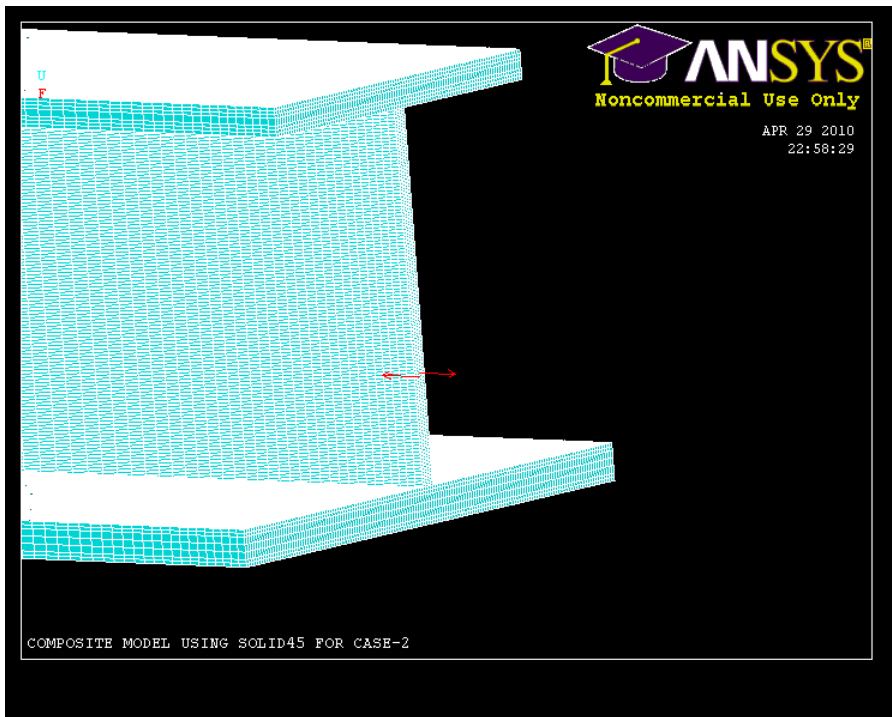 ANSYS®
Noncommercial Use Only
APR 29 2010
22:58:29
U
F
COMPOSITE MODEL USING SOLID45 FOR CASE-2